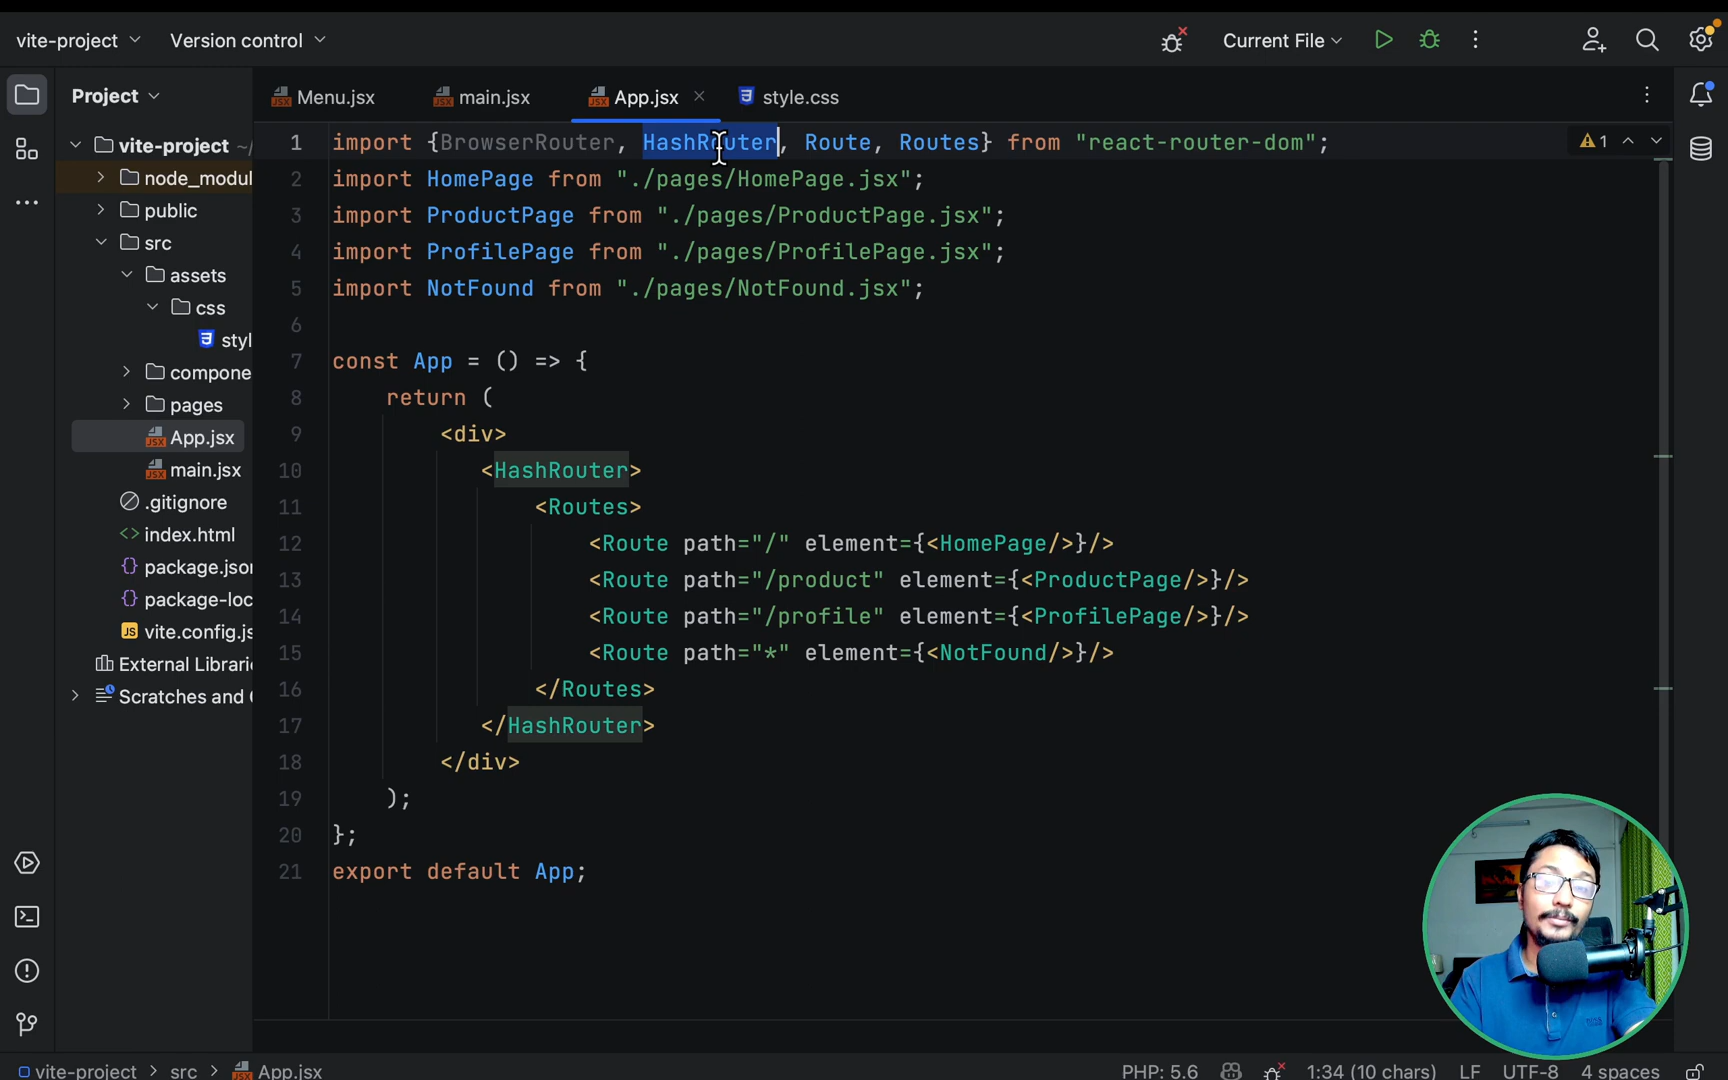 vite-project Version control Current File
Project Menu.jsx main.jsx App.jsx style.css
vite-project ~/
node_modul
public
src
assets
css
styl
compone
pages
App.jsx
main.jsx
.gitignore
index.html
package.json
package-loc
vite.config.js
External Librarie
Scratches and C
1 import {BrowserRouter, HashRouter, Route, Routes} from "react-router-dom"; 1
2 import HomePage from "./pages/HomePage.jsx";
3 import ProductPage from "./pages/ProductPage.jsx";
4 import ProfilePage from "./pages/ProfilePage.jsx";
5 import NotFound from "./pages/NotFound.jsx";
6
7 const App = () => {
8 return (
9 <div>
10 <HashRouter>
11 <Routes>
12 <Route path="/" element={<HomePage/>}/>
13 <Route path="/product" element={<ProductPage/>}/>
14 <Route path="/profile" element={<ProfilePage/>}/>
15 <Route path="*" element={<NotFound/>}/>
16 </Routes>
17 </HashRouter>
18 </div>
19 );
20 };
21 export default App;
vite-project > src > App.jsx PHP: 5.6 1:34 (10 chars) LF UTF-8 4 spaces